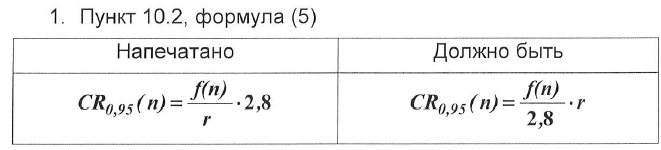 1. Пункт 10.2, формула (5)
Напечатано Должно быть
CR₀,₉₅(n) = f(n)/r · 2,8 CR₀,₉₅(n) = f(n)/2,8 · r